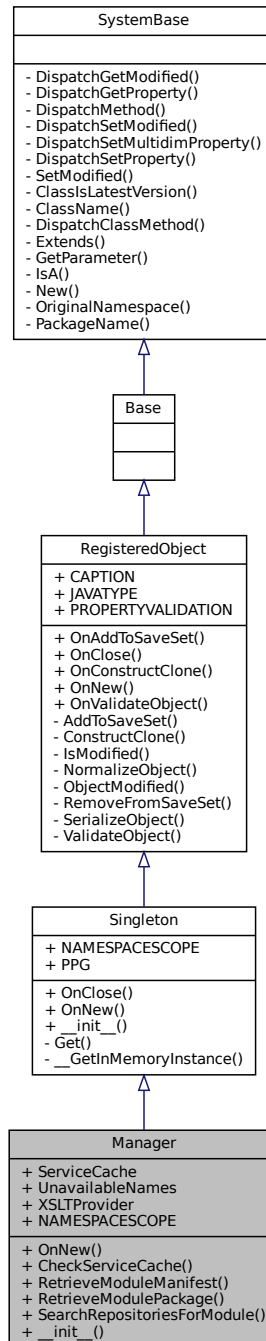 SystemBase
- DispatchGetModified()
- DispatchGetProperty()
- DispatchMethod()
- DispatchSetModified()
- DispatchSetMultidimProperty()
- DispatchSetProperty()
- SetModified()
- ClassIsLatestVersion()
- ClassName()
- DispatchClassMethod()
- Extends()
- GetParameter()
- IsA()
- New()
- OriginalNamespace()
- PackageName()
Base
RegisteredObject
+ CAPTION
+ JAVATYPE
+ PROPERTYVALIDATION
+ OnAddToSaveSet()
+ OnClose()
+ OnConstructClone()
+ OnNew()
+ OnValidateObject()
- AddToSaveSet()
- ConstructClone()
- IsModified()
- NormalizeObject()
- ObjectModified()
- RemoveFromSaveSet()
- SerializeObject()
- ValidateObject()
Singleton
+ NAMESPACESCOPE
+ PPG
+ OnClose()
+ OnNew()
+ __init__()
- Get()
- __GetInMemoryInstance()
Manager
+ ServiceCache
+ UnavailableNames
+ XSLTProvider
+ NAMESPACESCOPE
+ OnNew()
+ CheckServiceCache()
+ RetrieveModuleManifest()
+ RetrieveModulePackage()
+ SearchRepositoriesForModule()
+ __init__()